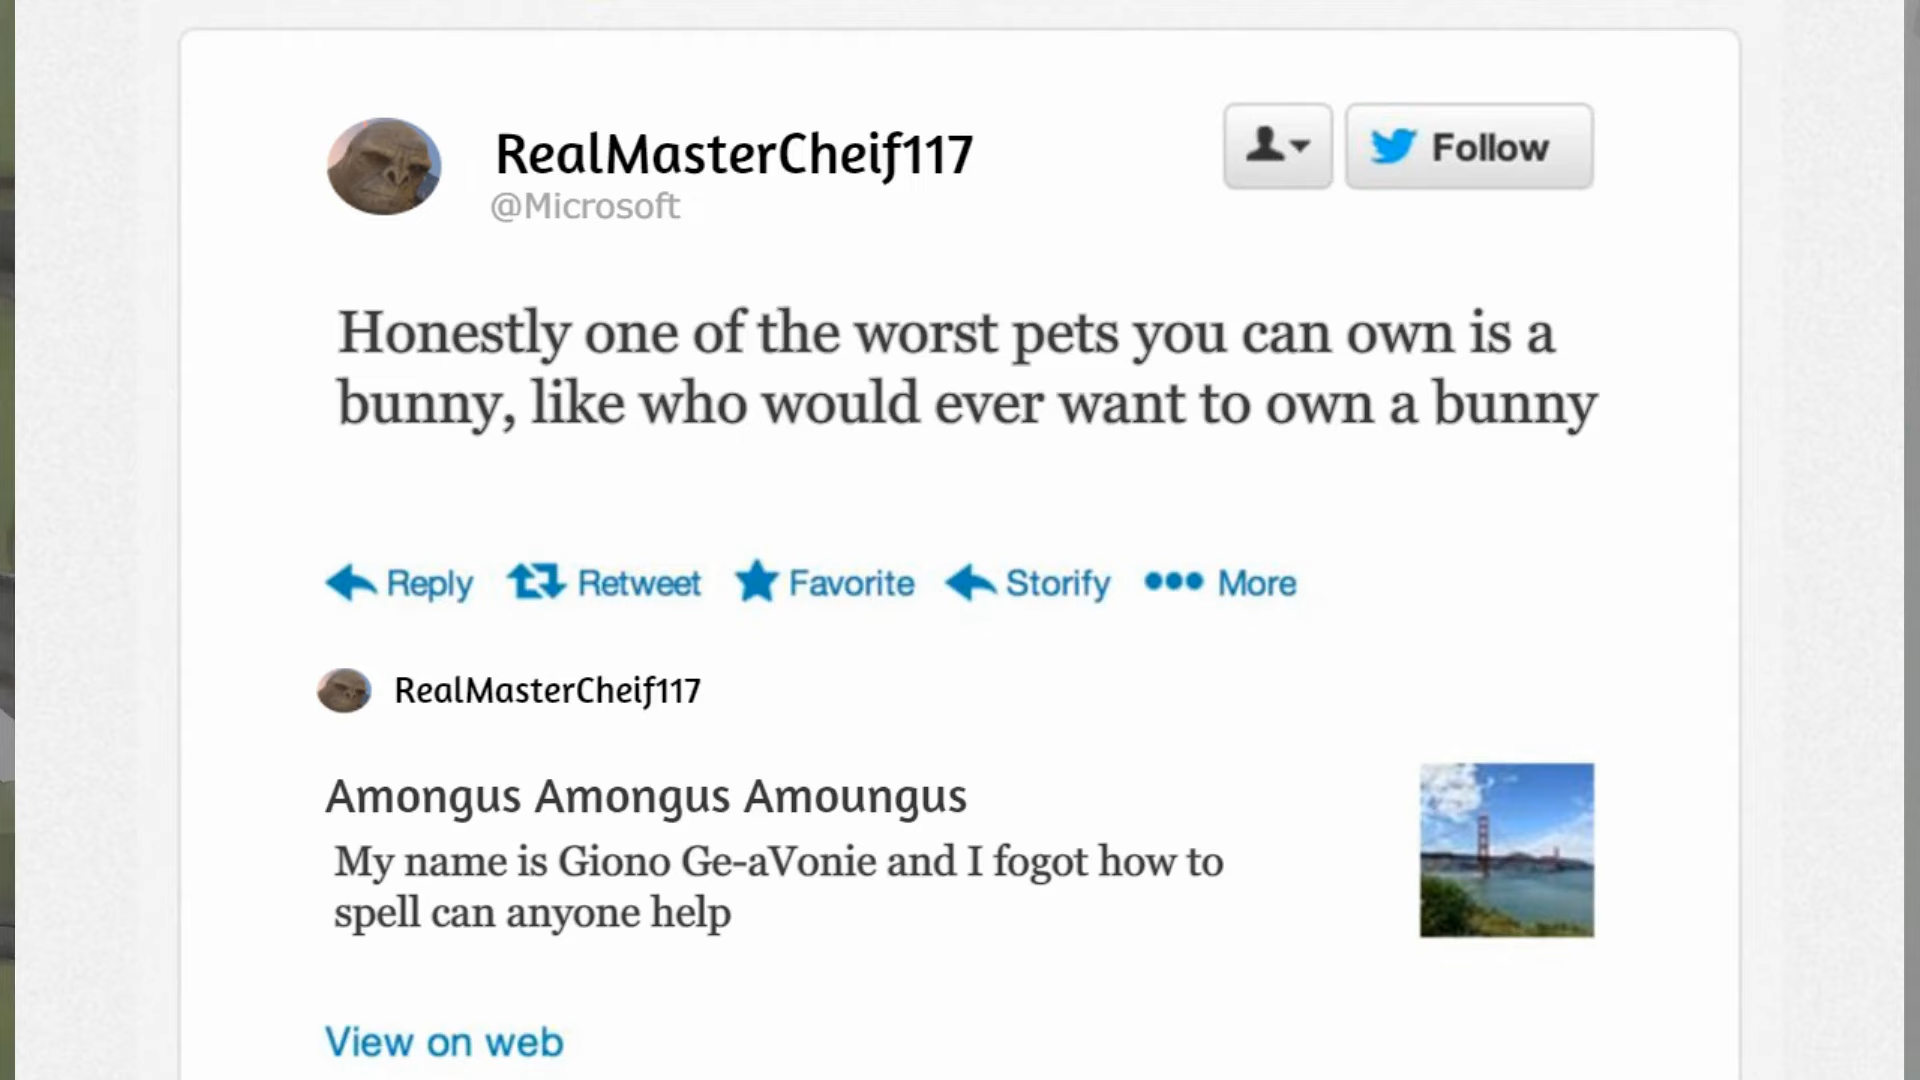 RealMasterCheif117
@Microsoft
Follow
Honestly one of the worst pets you can own is a
bunny, like who would ever want to own a bunny
Reply Retweet Favorite Storify More
RealMasterCheif117
Amongus Amongus Amoungus
My name is Giono Ge-aVonie and I fogot how to
spell can anyone help
View on web